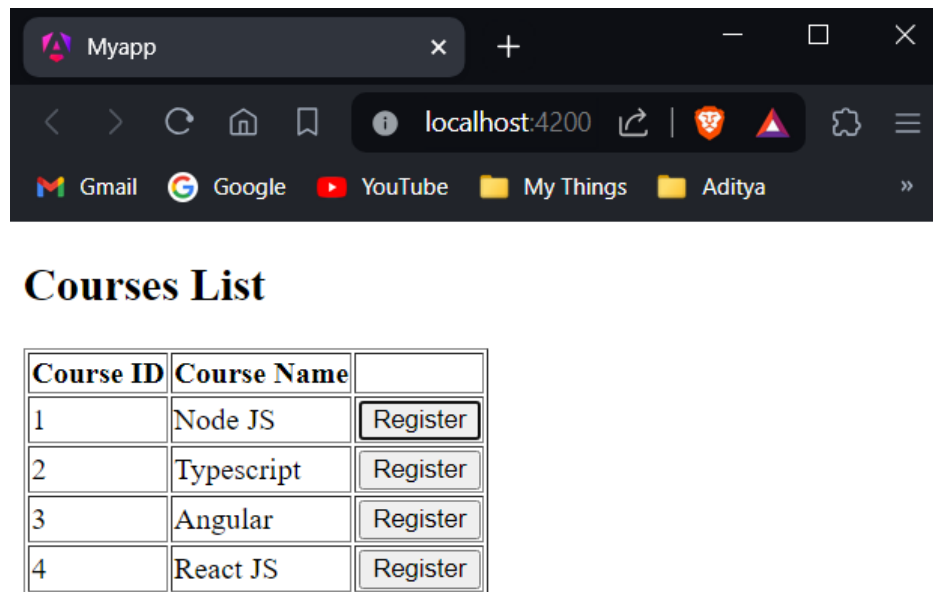 Myapp
localhost:4200
Gmail Google YouTube My Things Aditya »
Courses List
Course ID Course Name
1 Node JS Register
2 Typescript Register
3 Angular Register
4 React JS Register